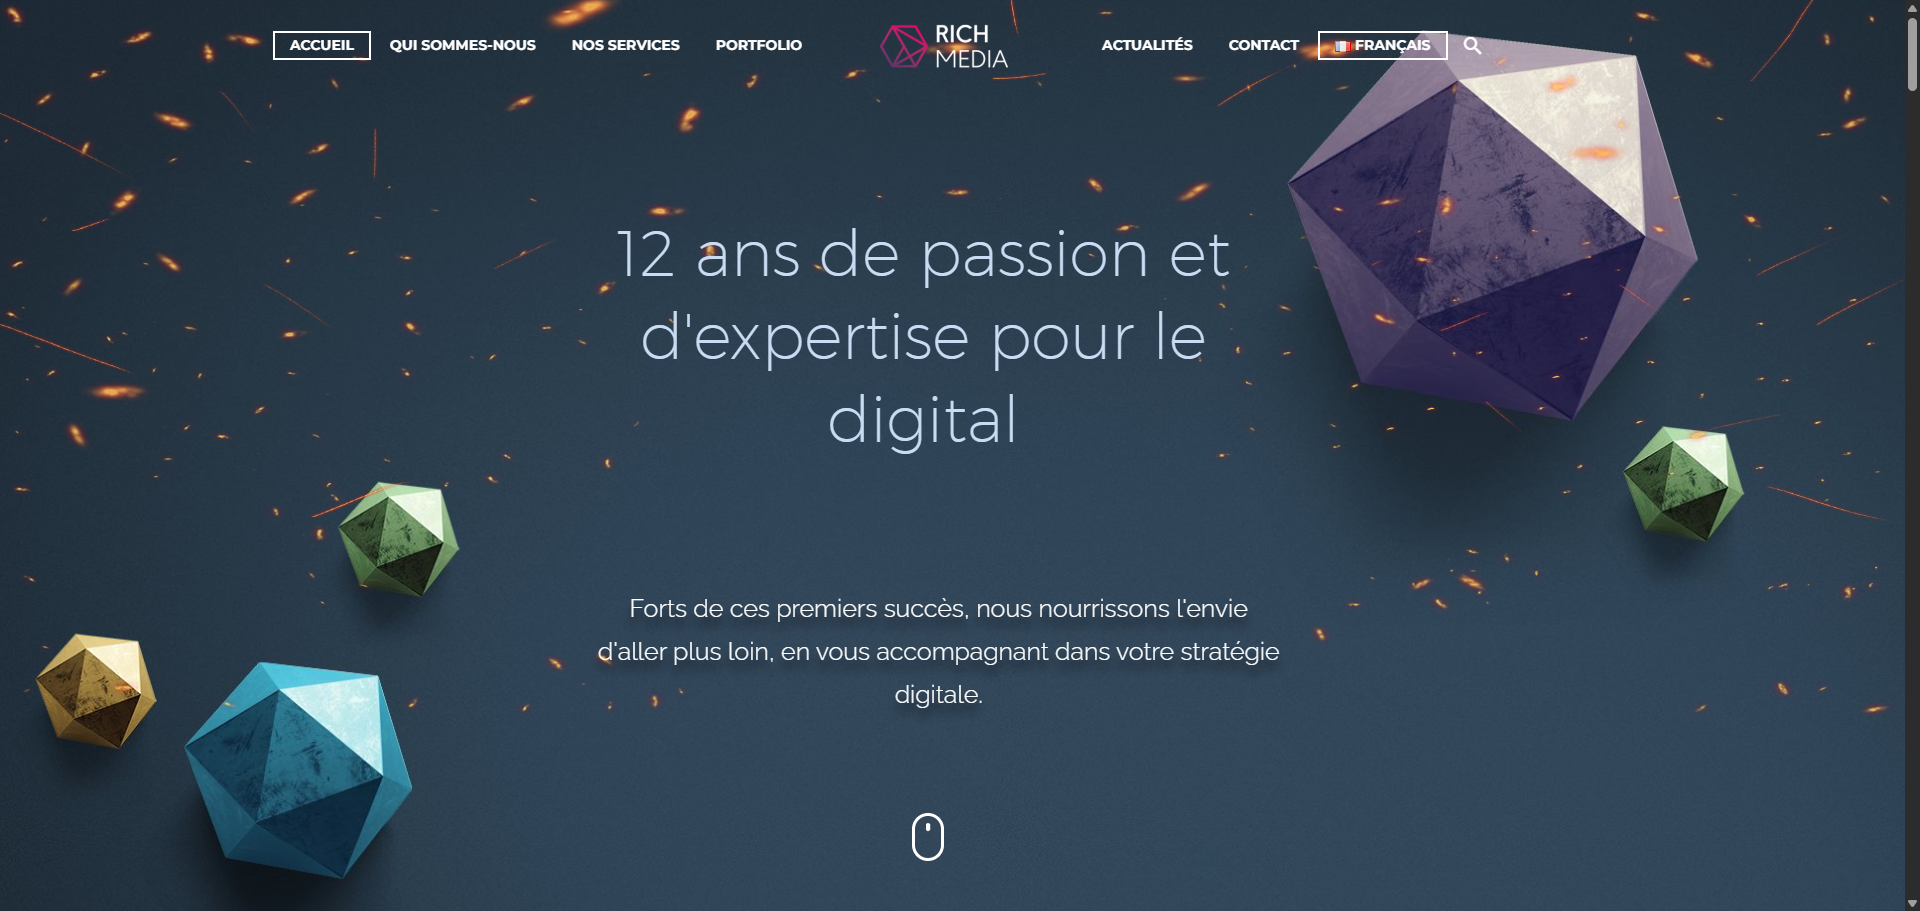 ACCUEIL QUI SOMMES-NOUS NOS SERVICES PORTFOLIO RICH MEDIA ACTUALITÉS CONTACT FRANÇAIS
12 ans de passion et
d'expertise pour le
digital
Forts de ces premiers succès, nous nourrissons l'envie
d'aller plus loin, en vous accompagnant dans votre stratégie
digitale.